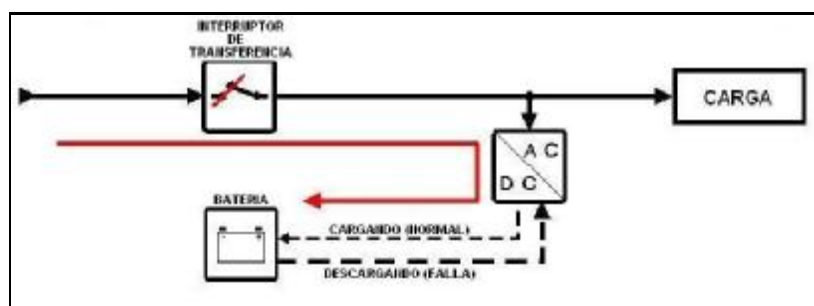 INTERRUPTOR
DE
TRANSFERENCIA
CARGA
A C
D C
BATERIA
CARGANDO (NORMAL)
DESCARGANDO (FALLA)